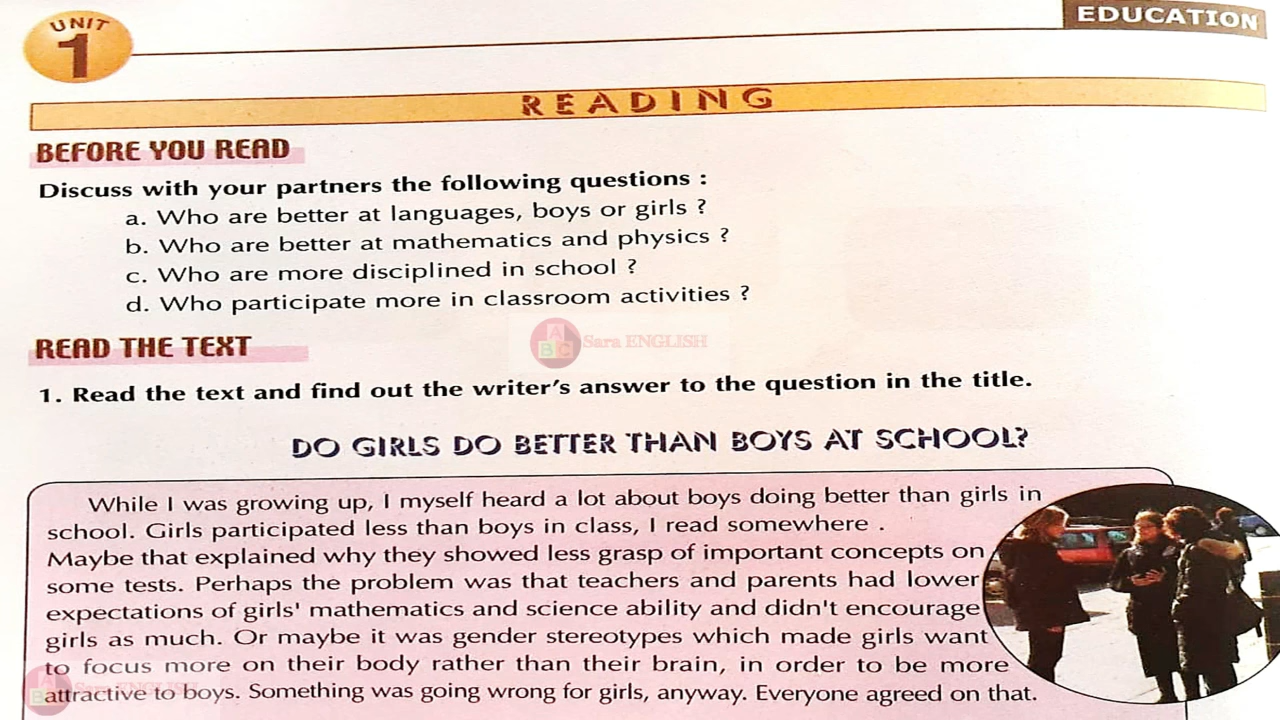 UNIT
1
EDUCATION
READING
BEFORE YOU READ
Discuss with your partners the following questions :
a. Who are better at languages, boys or girls ?
b. Who are better at mathematics and physics ?
c. Who are more disciplined in school ?
d. Who participate more in classroom activities ?
ABC Sara ENGLISH
READ THE TEXT
1. Read the text and find out the writer's answer to the question in the title.
DO GIRLS DO BETTER THAN BOYS AT SCHOOL?
While I was growing up, I myself heard a lot about boys doing better than girls in
school. Girls participated less than boys in class, I read somewhere .
Maybe that explained why they showed less grasp of important concepts on
some tests. Perhaps the problem was that teachers and parents had lower
expectations of girls' mathematics and science ability and didn't encourage
girls as much. Or maybe it was gender stereotypes which made girls want
to focus more on their body rather than their brain, in order to be more
attractive to boys. Something was going wrong for girls, anyway. Everyone agreed on that.
ABC Sara ENGLISH